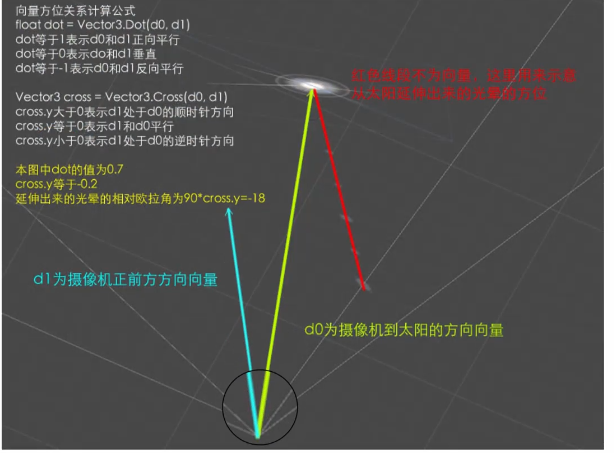 向量方位关系计算公式
float dot = Vector3.Dot(d0, d1)
dot等于1表示d0和d1正向平行
dot等于0表示do和d1垂直
dot等于-1表示d0和d1反向平行
Vector3 cross = Vector3.Cross(d0, d1)
cross.y大于0表示d1处于d0的顺时针方向
cross.y等于0表示d1和d0平行
cross.y小于0表示d1处于d0的逆时针方向
本图中dot的值为0.7
cross.y等于-0.2
延伸出来的光晕的相对欧拉角为90*cross.y=-18
红色线段不为向量，这里用来示意
以太阳延伸出来的光晕的方位
d1为摄像机正前方方向向量
d0为摄像机到太阳的方向向量